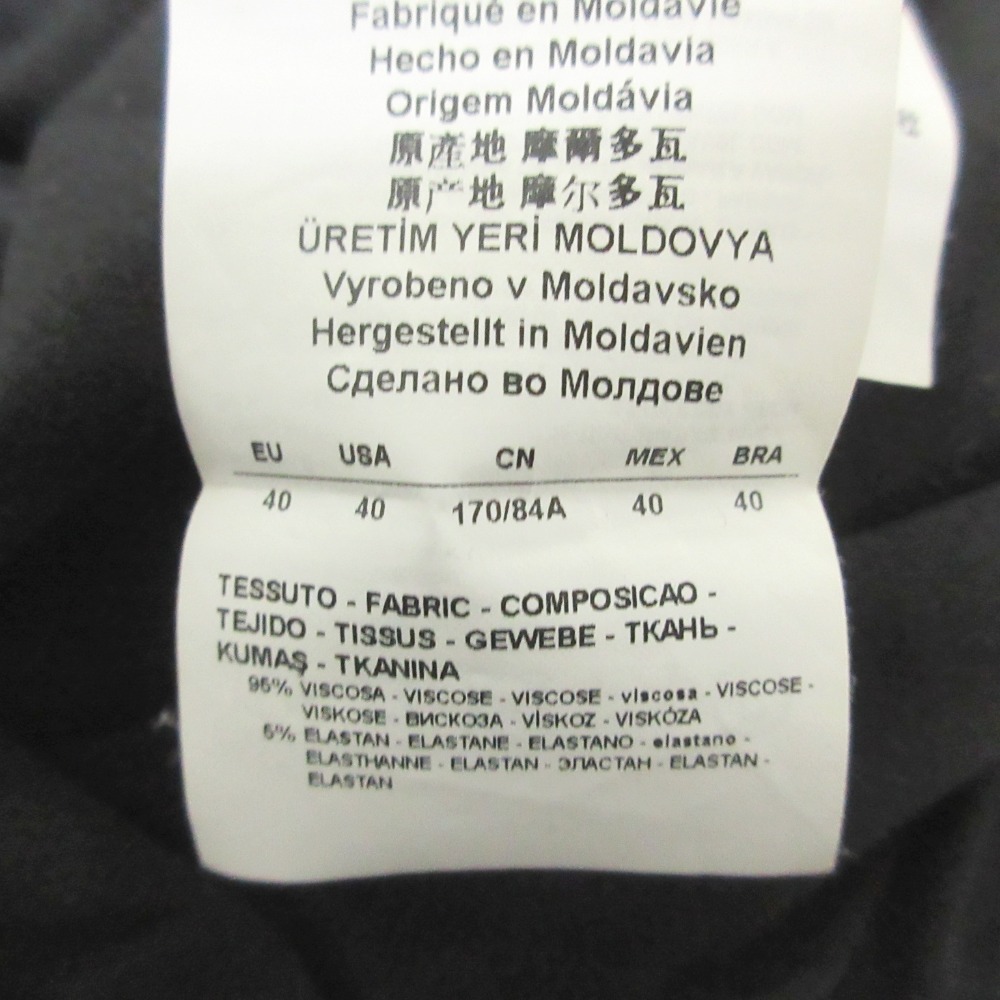 Fabriqué en Moldavie
Hecho en Moldavia
Origem Moldávia
原產地 摩爾多瓦
原产地 摩尔多瓦
ÜRETİM YERİ MOLDOVYA
Vyrobeno v Moldavsko
Hergestellt in Moldavien
Сделано во Молдове
EU USA CN MEX BRA
40 40 170/84A 40 40
TESSUTO - FABRIC - COMPOSICAO -
TEJIDO - TISSUS - GEWEBE - ТКАНЬ -
KUMAŞ - TKANINA
95% VISCOSA - VISCOSE - VISCOSE - viscosa - VISCOSE -
VISKOSE - ВИСКОЗА - VİSKOZ - VISKÓZA
5% ELASTAN - ELASTANE - ELASTANO - elastano -
ELASTHANNE - ELASTAN - ЭЛАСТАН - ELASTAN -
ELASTAN